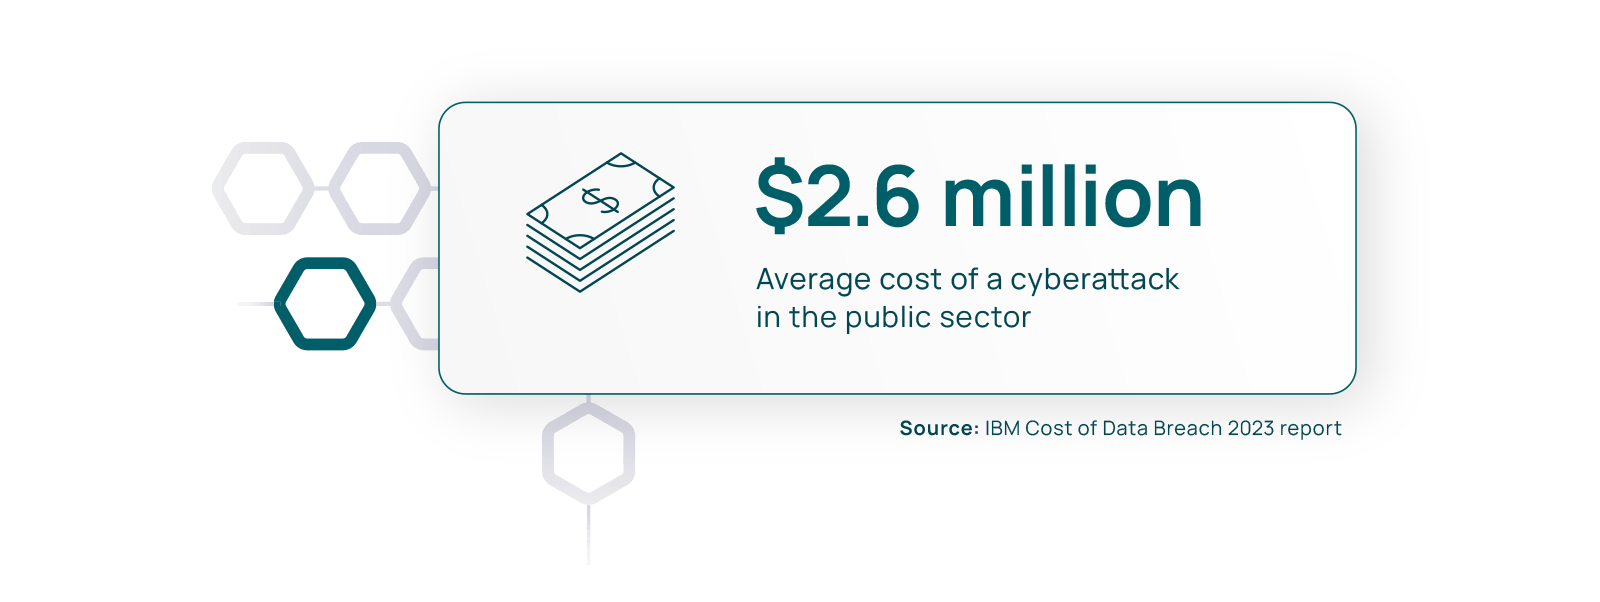 $2.6 million
Average cost of a cyberattack
in the public sector
Source: IBM Cost of Data Breach 2023 report